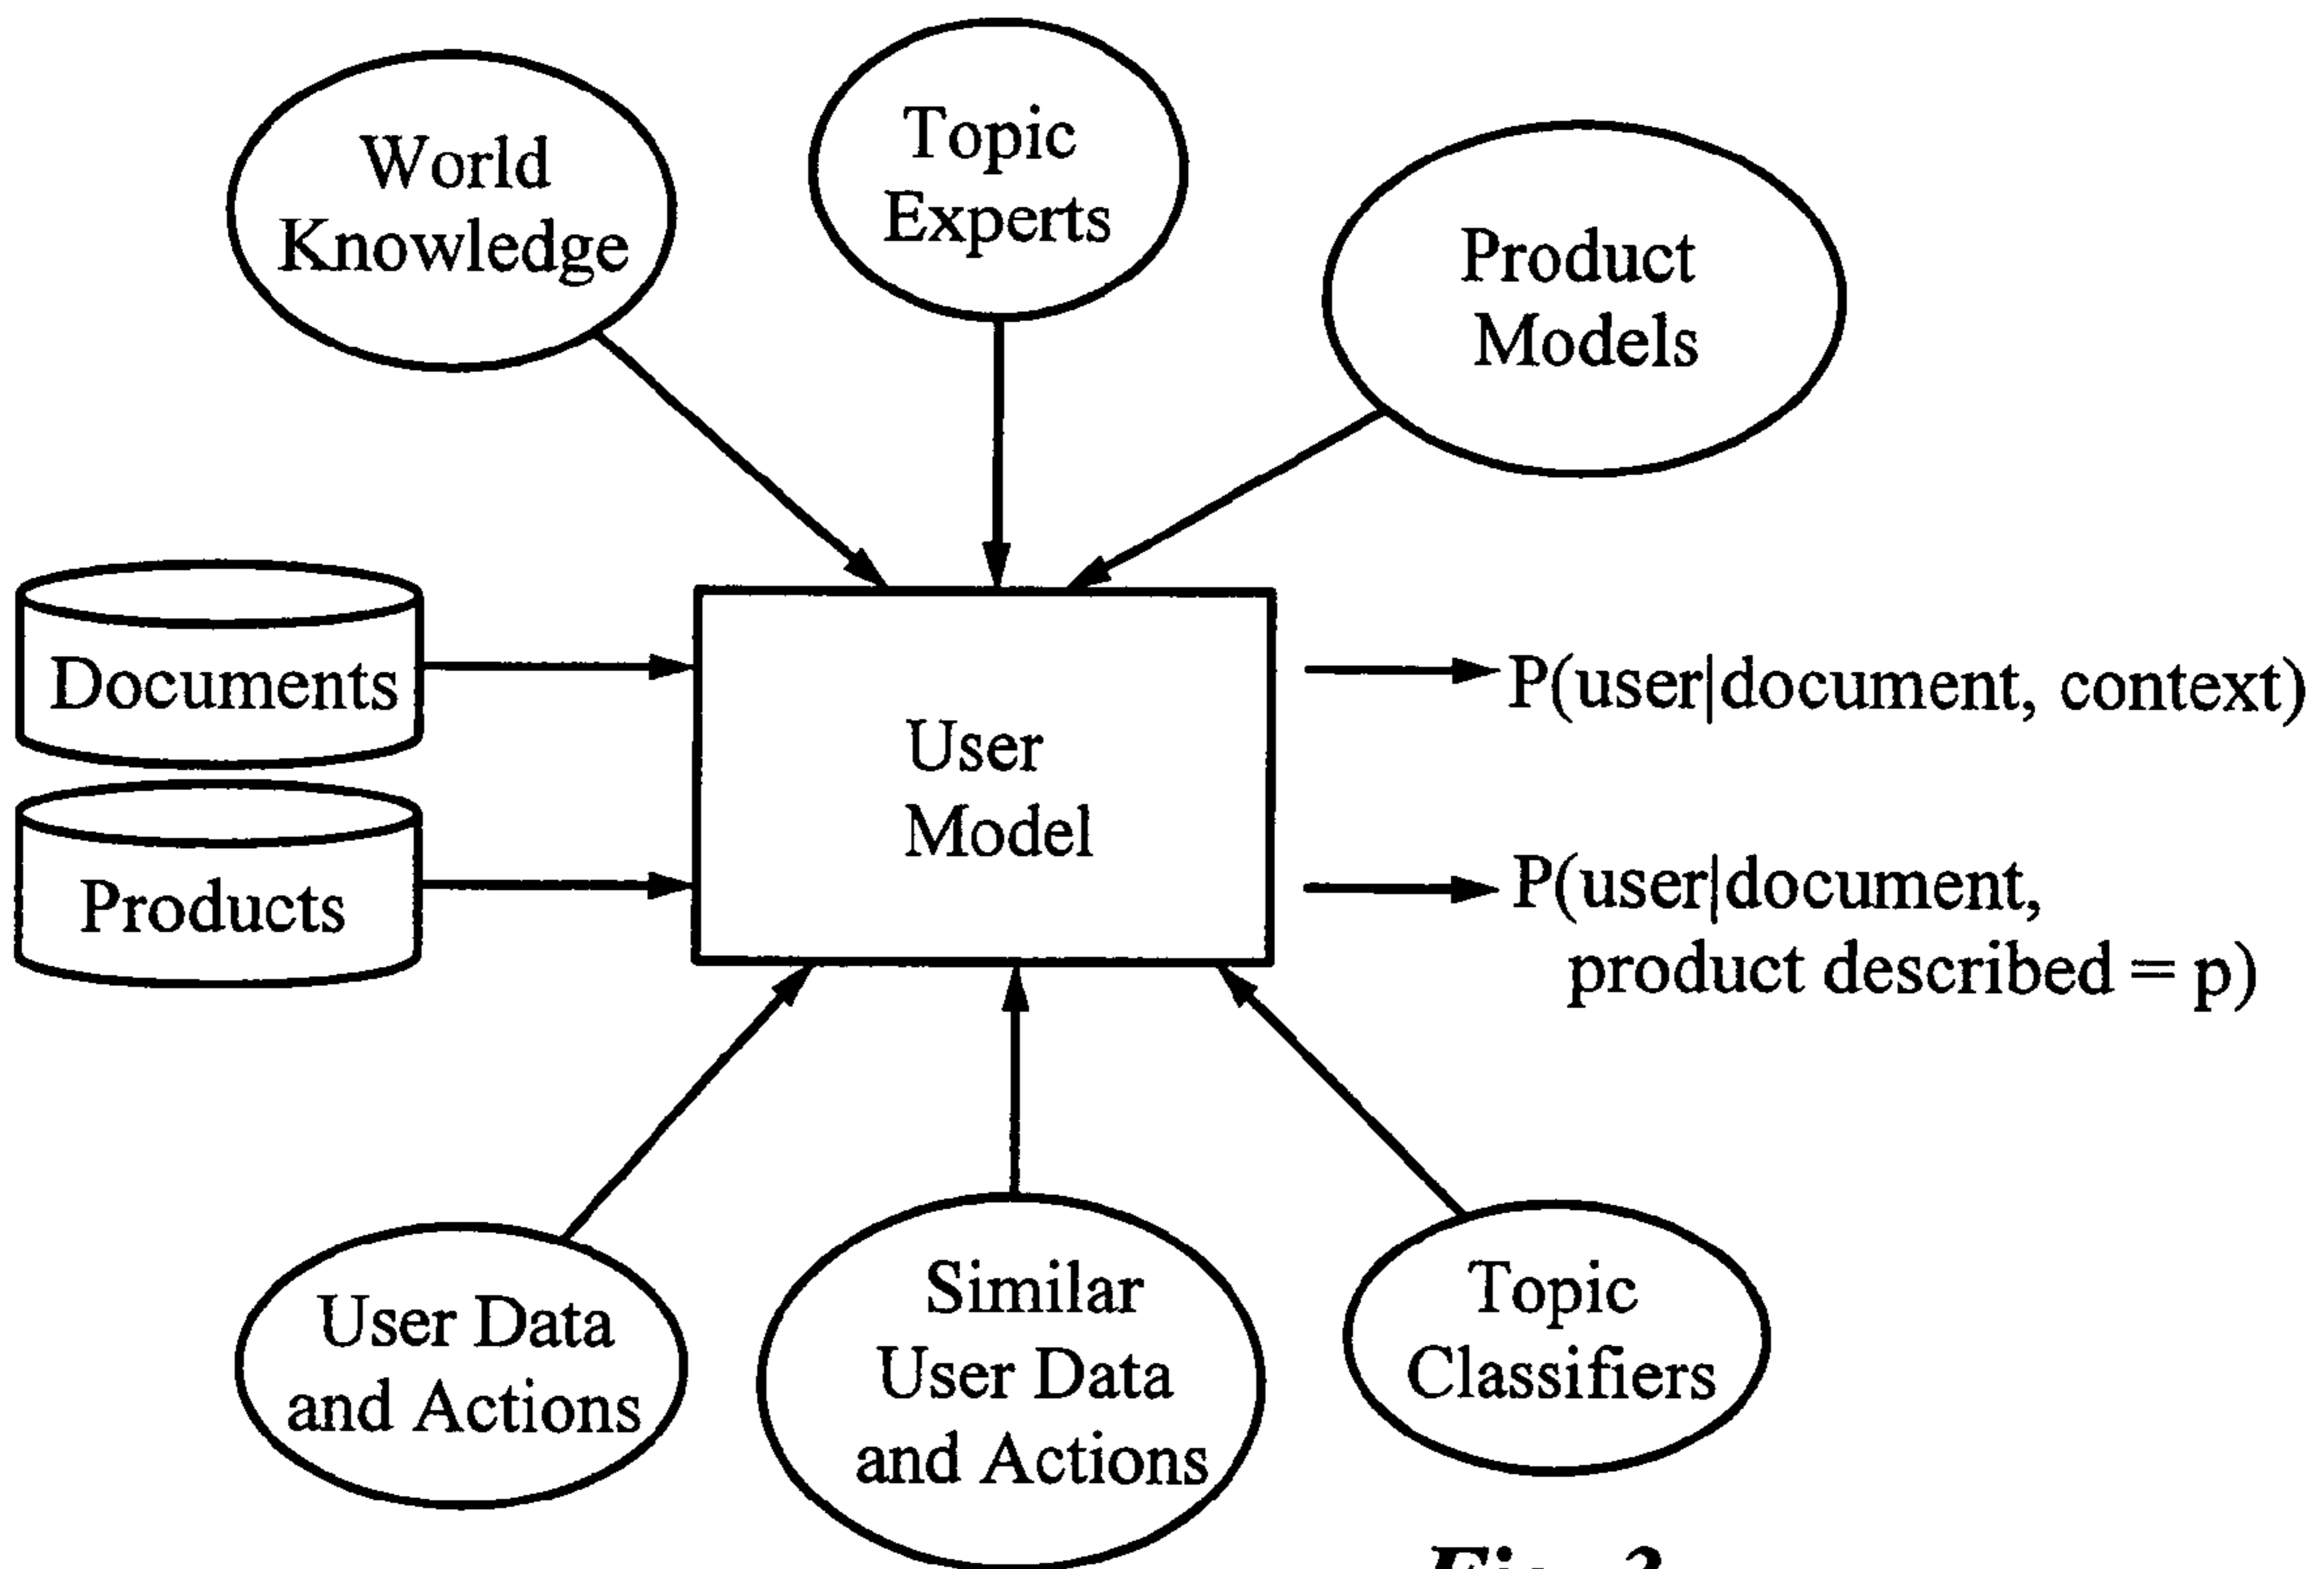 World
Knowledge
Topic
Experts
Product
Models
Documents
Products
User
Model
P(user|document, context)
P(user|document,
product described = p)
User Data
and Actions
Similar
User Data
and Actions
Topic
Classifiers